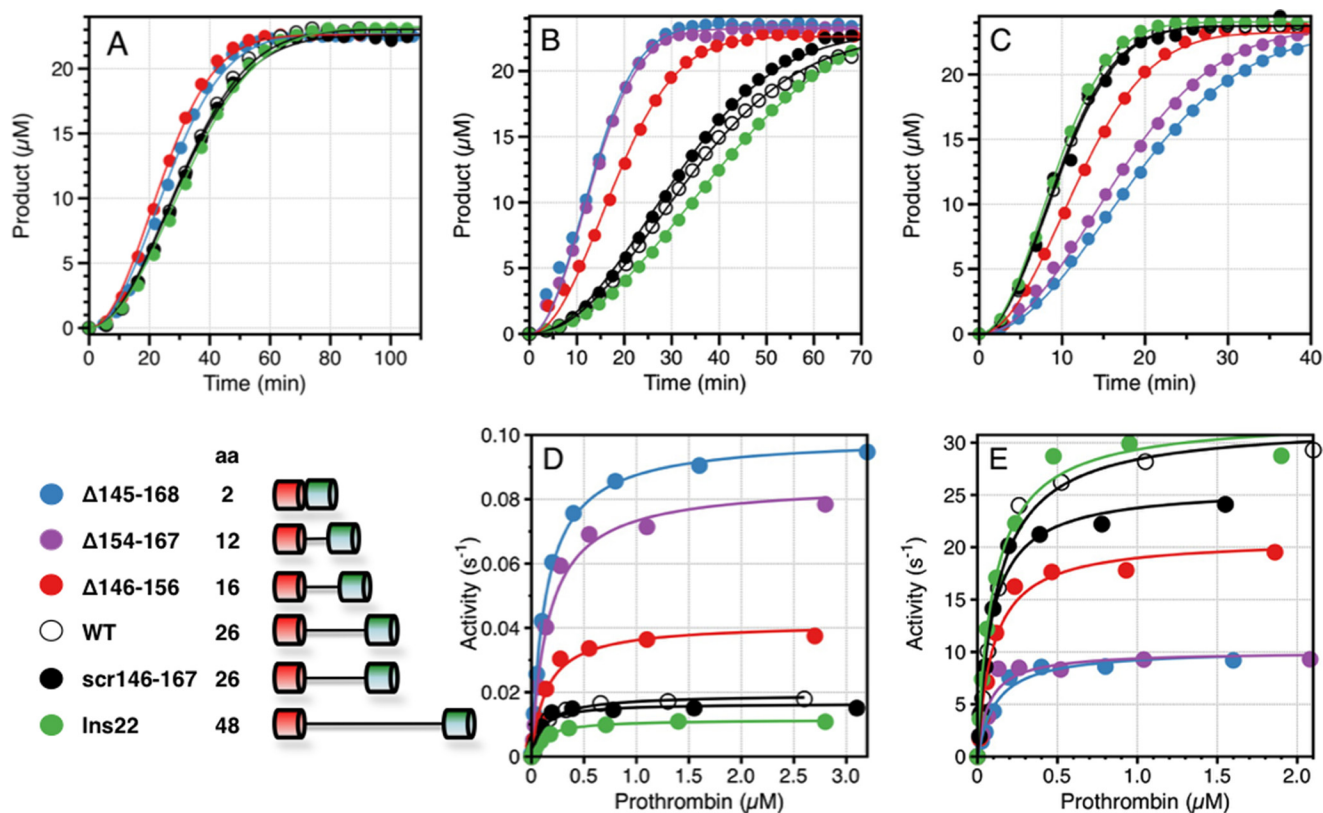 A
Product (µM)
20
15
10
5
0
0 20 40 60 80 100
Time (min)
B
Product (µM)
20
15
10
5
0
0 10 20 30 40 50 60 70
Time (min)
C
Product (µM)
20
15
10
5
0
0 10 20 30 40
Time (min)
aa
Δ145-168 2
Δ154-167 12
Δ146-156 16
WT 26
scr146-167 26
Ins22 48
D
Activity (s⁻¹)
0.10
0.08
0.06
0.04
0.02
0
0 0.5 1.0 1.5 2.0 2.5 3.0
Prothrombin (µM)
E
Activity (s⁻¹)
30
25
20
15
10
5
0
0 0.5 1.0 1.5 2.0
Prothrombin (µM)